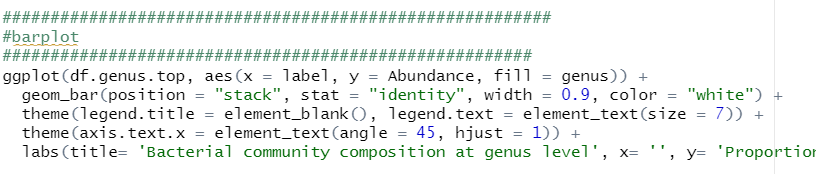 #########################################################
#barplot
#######################################################
ggplot(df.genus.top, aes(x = label, y = Abundance, fill = genus)) +
  geom_bar(position = "stack", stat = "identity", width = 0.9, color = "white") +
  theme(legend.title = element_blank(), legend.text = element_text(size = 7)) +
  theme(axis.text.x = element_text(angle = 45, hjust = 1)) +
  labs(title= 'Bacterial community composition at genus level', x= '', y= 'Proportion